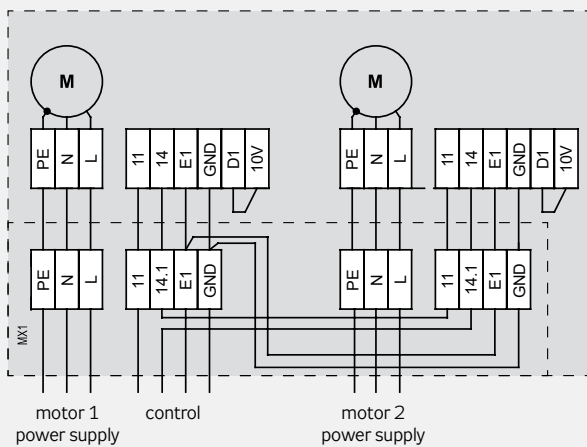 M M
PE N L 11 14 E1 GND D1 10V PE N L 11 14 E1 GND D1 10V
PE N L 11 14.1 E1 GND PE N L 11 14.1 E1 GND
MX1
motor 1 control motor 2
power supply power supply